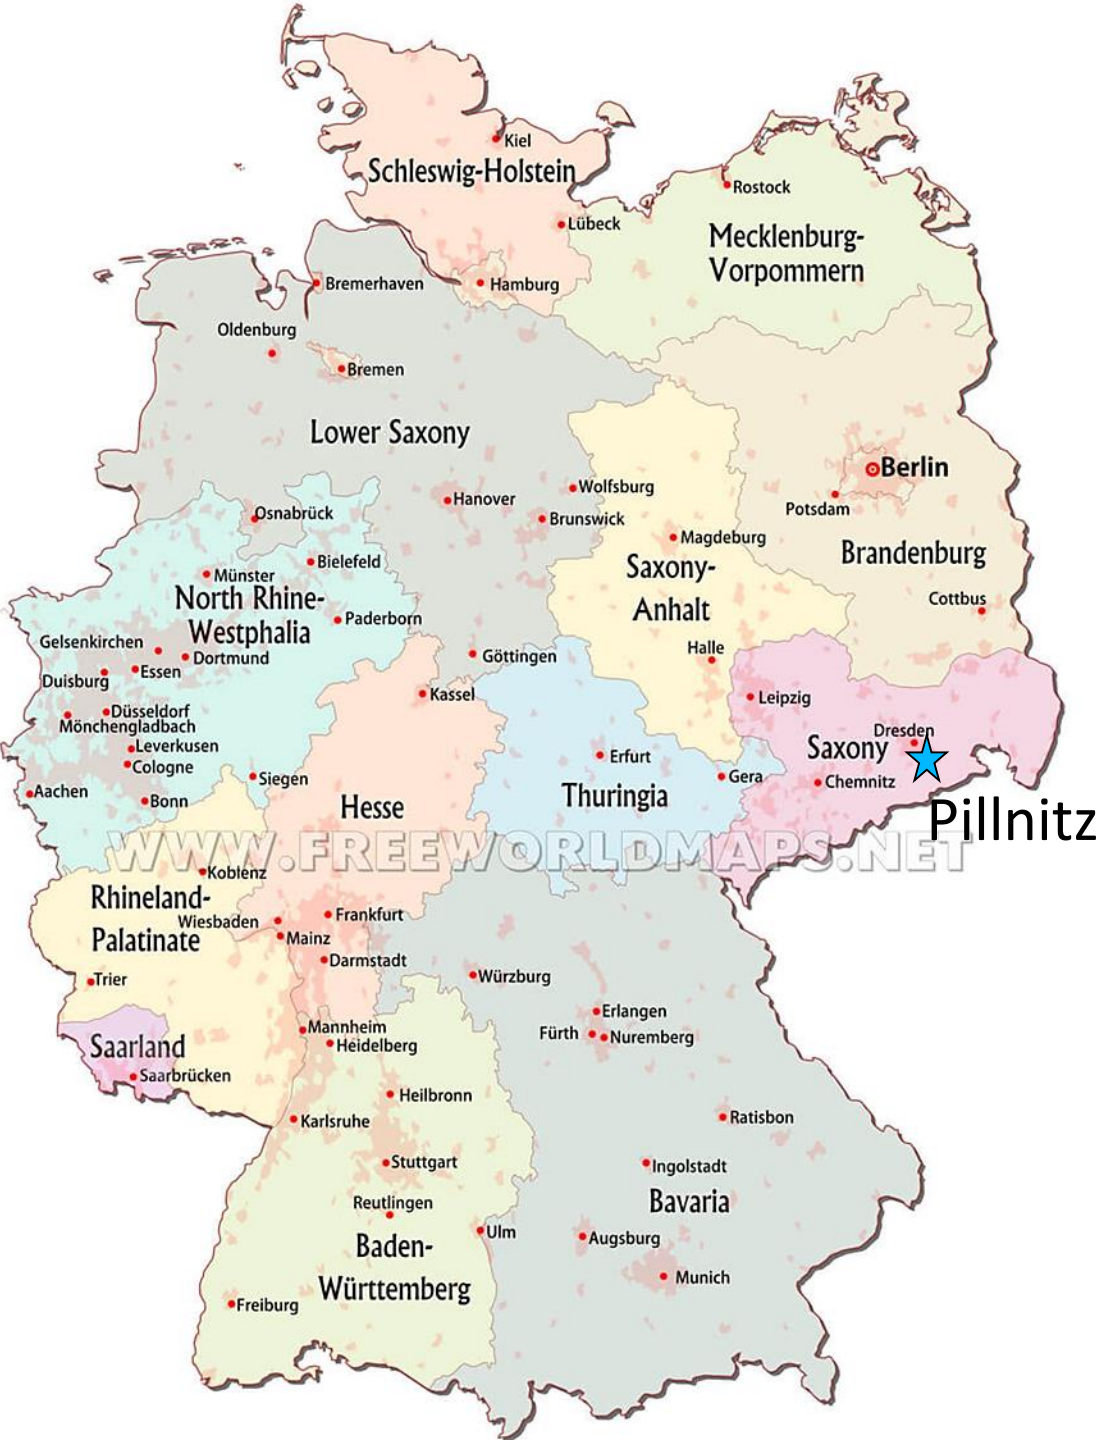 Kiel
Schleswig-Holstein
Rostock
Lübeck
Mecklenburg-
Vorpommern
Bremerhaven
Hamburg
Oldenburg
Bremen
Lower Saxony
Berlin
Wolfsburg
Hanover
Potsdam
Osnabrück
Brunswick
Magdeburg
Brandenburg
Bielefeld
Saxony-
Anhalt
Münster
North Rhine-
Westphalia
Cottbus
Paderborn
Gelsenkirchen
Halle
Göttingen
Dortmund
Essen
Duisburg
Kassel
Leipzig
Düsseldorf
Mönchengladbach
Dresden
Leverkusen
Saxony
Erfurt
Cologne
Gera
Siegen
Chemnitz
Aachen
Thuringia
Bonn
Hesse
Pillnitz
WWW.FREEWORLDMAPS.NET
Koblenz
Rhineland-
Palatinate
Frankfurt
Wiesbaden
Mainz
Darmstadt
Würzburg
Trier
Erlangen
Mannheim
Fürth
Nuremberg
Heidelberg
Saarland
Saarbrücken
Heilbronn
Ratisbon
Karlsruhe
Stuttgart
Ingolstadt
Bavaria
Reutlingen
Ulm
Augsburg
Baden-
Württemberg
Munich
Freiburg